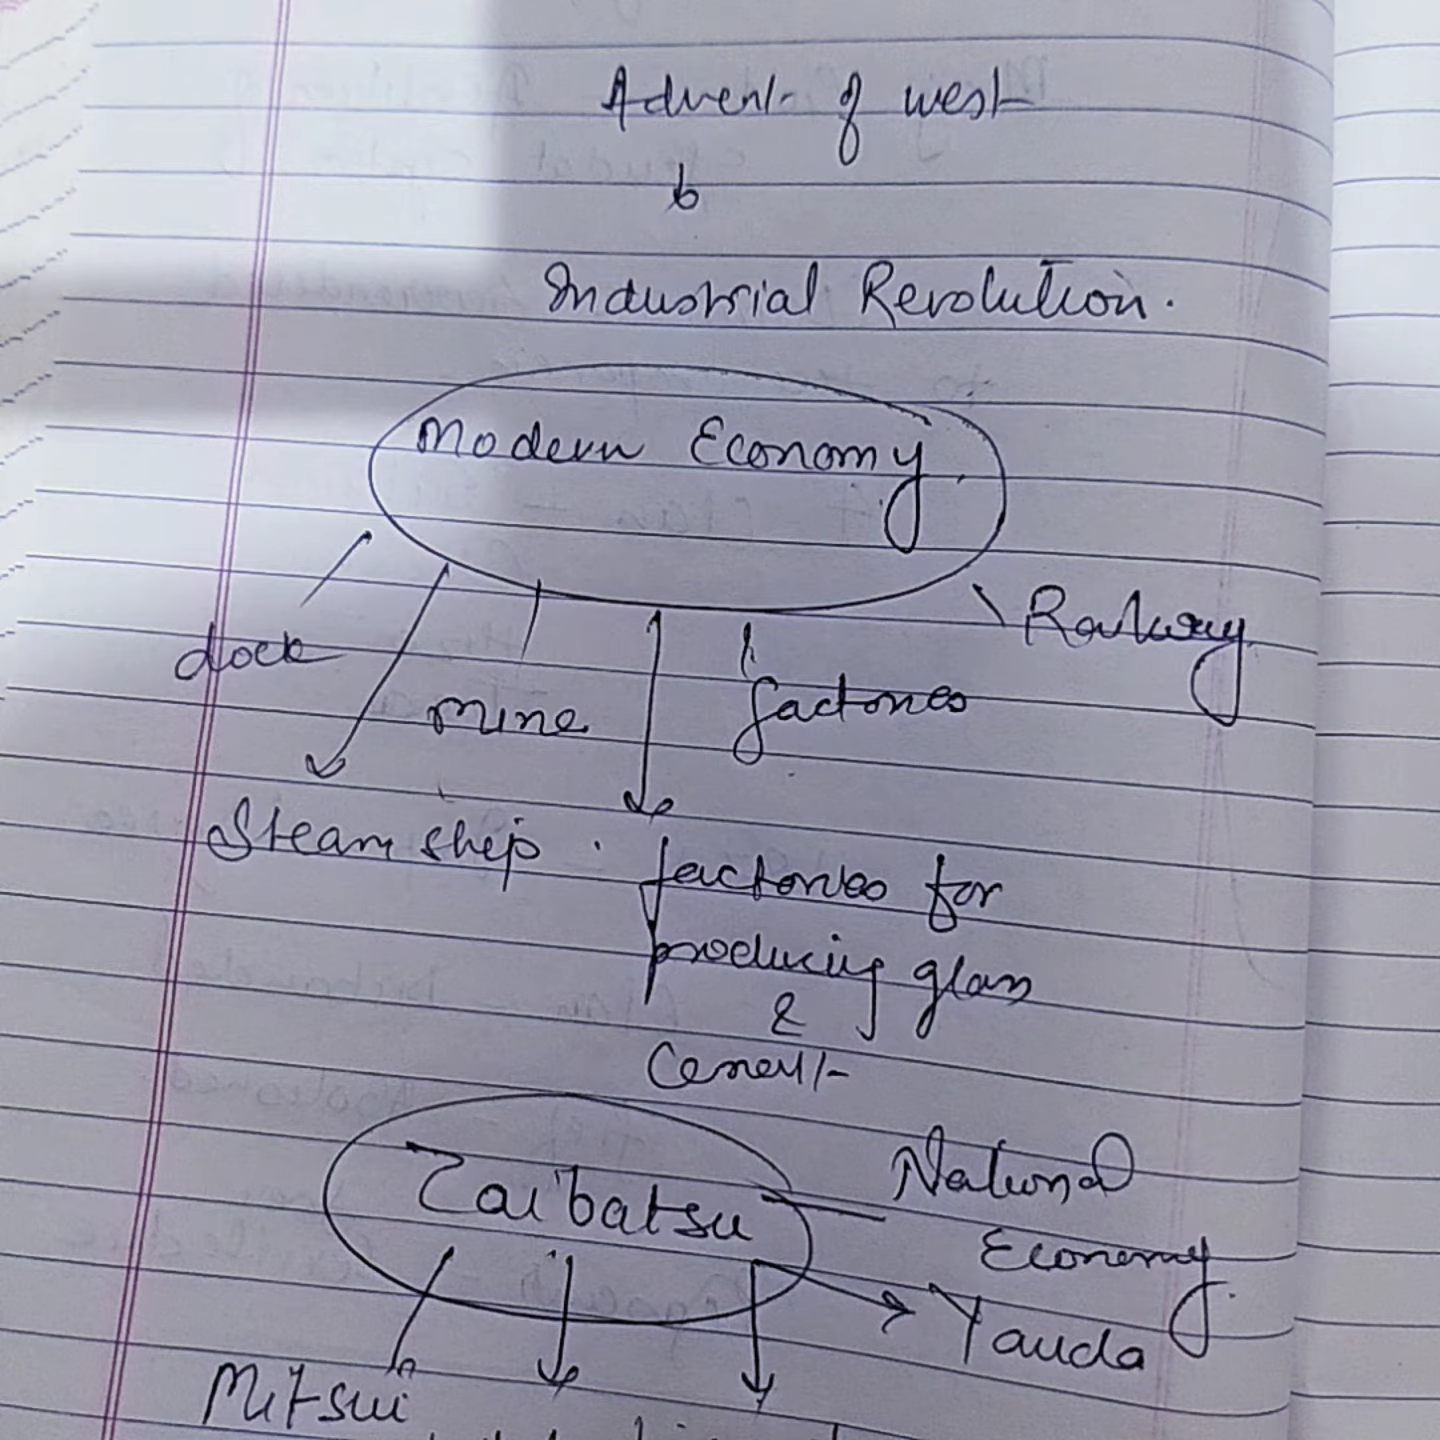 Advent of west
Industrial Revolution.
Modern Economy
Railway
dock
mine
factories
Steam ship
factories for
producing glass
&
Cement
Zaibatsu
National
Economy
Yauda
Mitsui